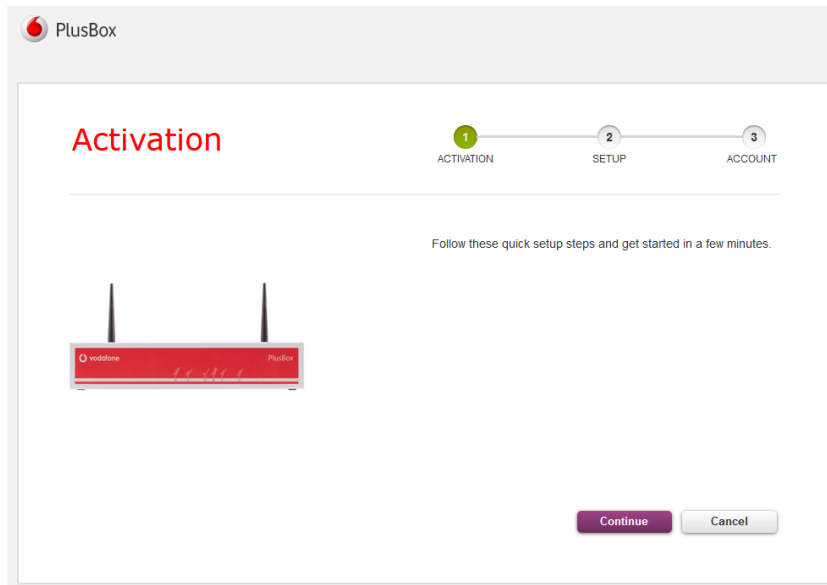 PlusBox
Activation
1
2
3
ACTIVATION
SETUP
ACCOUNT
Follow these quick setup steps and get started in a few minutes.
vodafone
PlusBox
Continue
Cancel